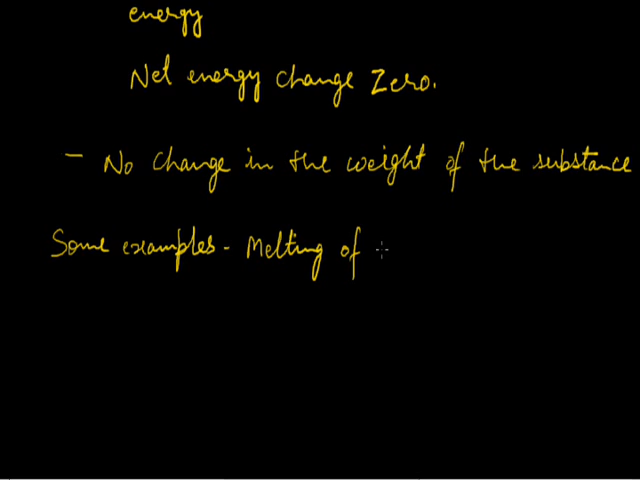 energy
Net energy change Zero.
- No change in the weight of the substance
Some examples - Melting of